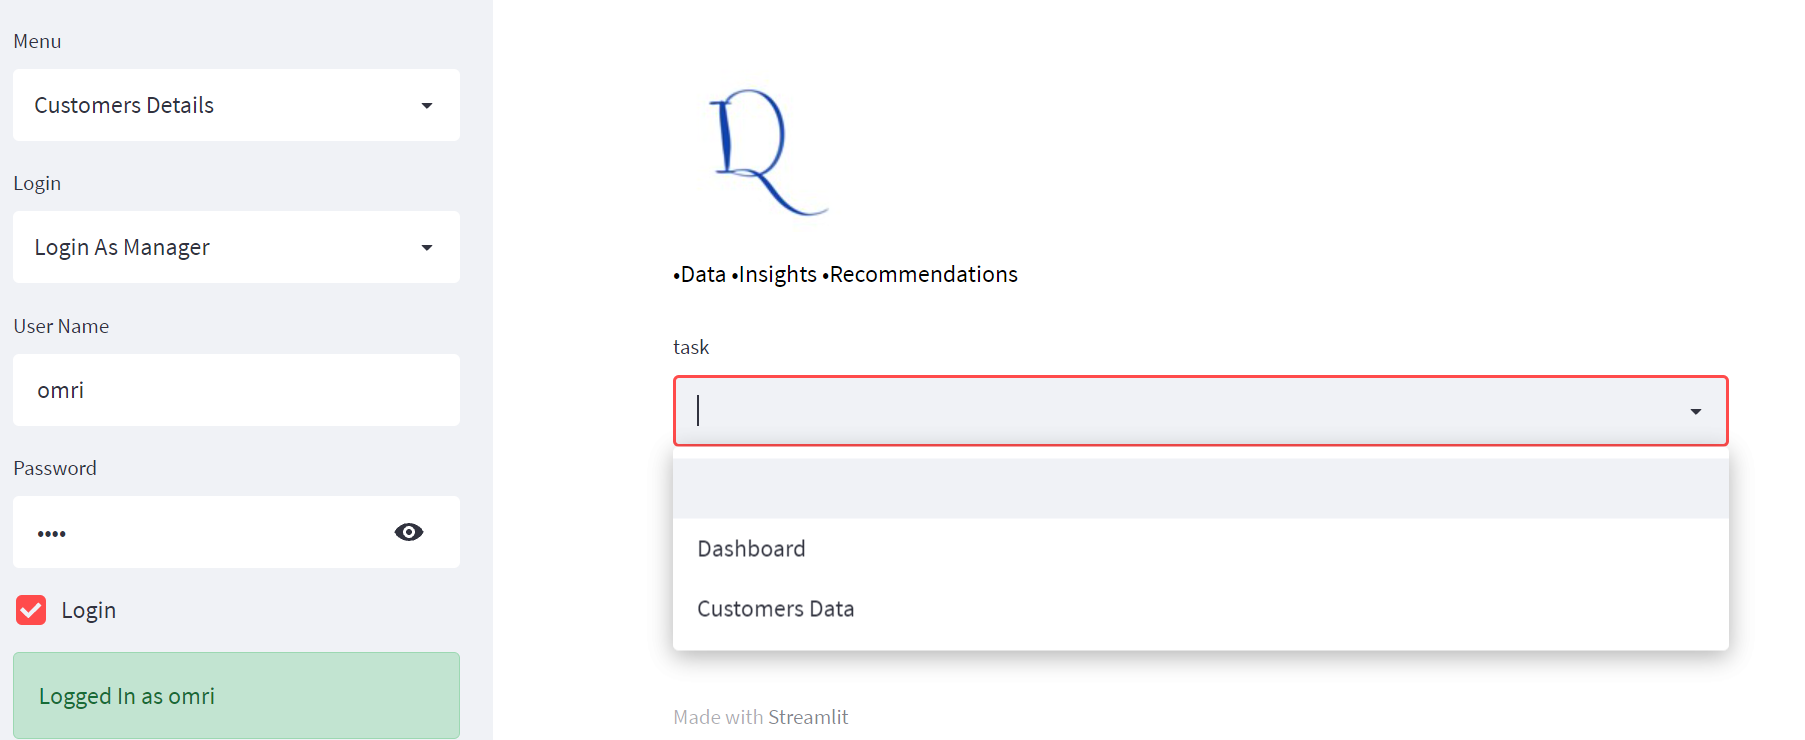 Menu
Customers Details
Login
Login As Manager
User Name
omri
Password
••••
Login
Logged In as omri
•Data •Insights •Recommendations
task
Dashboard
Customers Data
Made with Streamlit